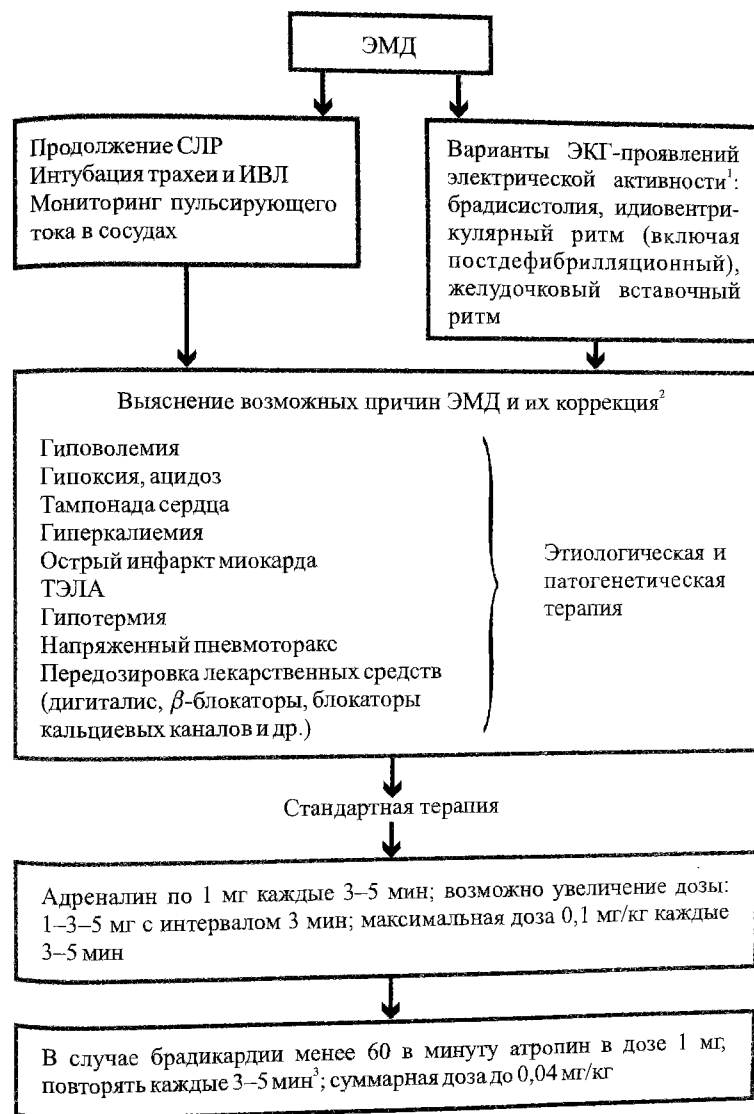 ЭМД
Продолжение СЛР
Интубация трахеи и ИВЛ
Мониторинг пульсирующего
тока в сосудах
Варианты ЭКГ-проявлений
электрической активности¹:
брадисистолия, идиовентри-
кулярный ритм (включая
постдефибрилляционный),
желудочковый вставочный
ритм
Выяснение возможных причин ЭМД и их коррекция²
Гиповолемия
Гипоксия, ацидоз
Тампонада сердца
Гиперкалиемия
Острый инфаркт миокарда
ТЭЛА
Гипотермия
Напряженный пневмоторакс
Передозировка лекарственных средств
(дигиталис, β-блокаторы, блокаторы
кальциевых каналов и др.)
Этиологическая и
патогенетическая
терапия
Стандартная терапия
Адреналин по 1 мг каждые 3–5 мин; возможно увеличение дозы:
1–3–5 мг с интервалом 3 мин; максимальная доза 0,1 мг/кг каждые
3–5 мин
В случае брадикардии менее 60 в минуту атропин в дозе 1 мг,
повторять каждые 3–5 мин³; суммарная доза до 0,04 мг/кг